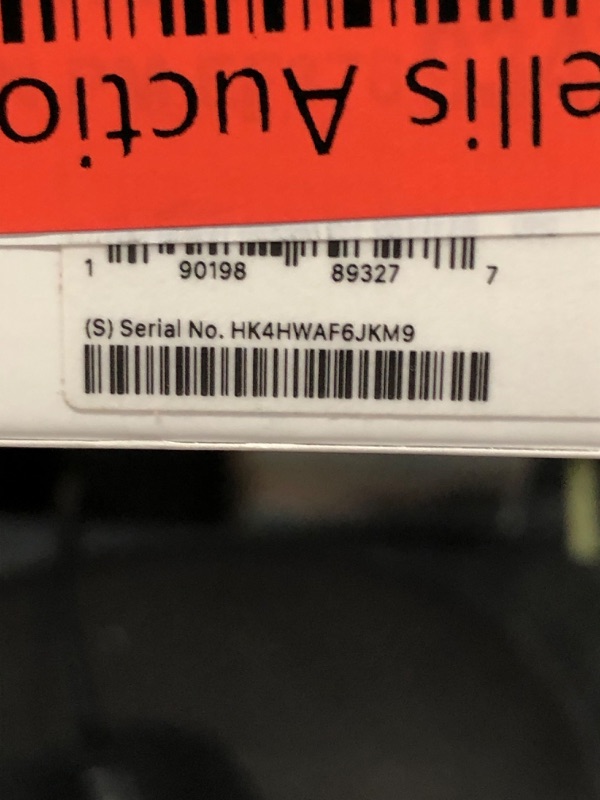 ellis Auctio
1 90198 89327 7
(S) Serial No. HK4HWAF6JKM9